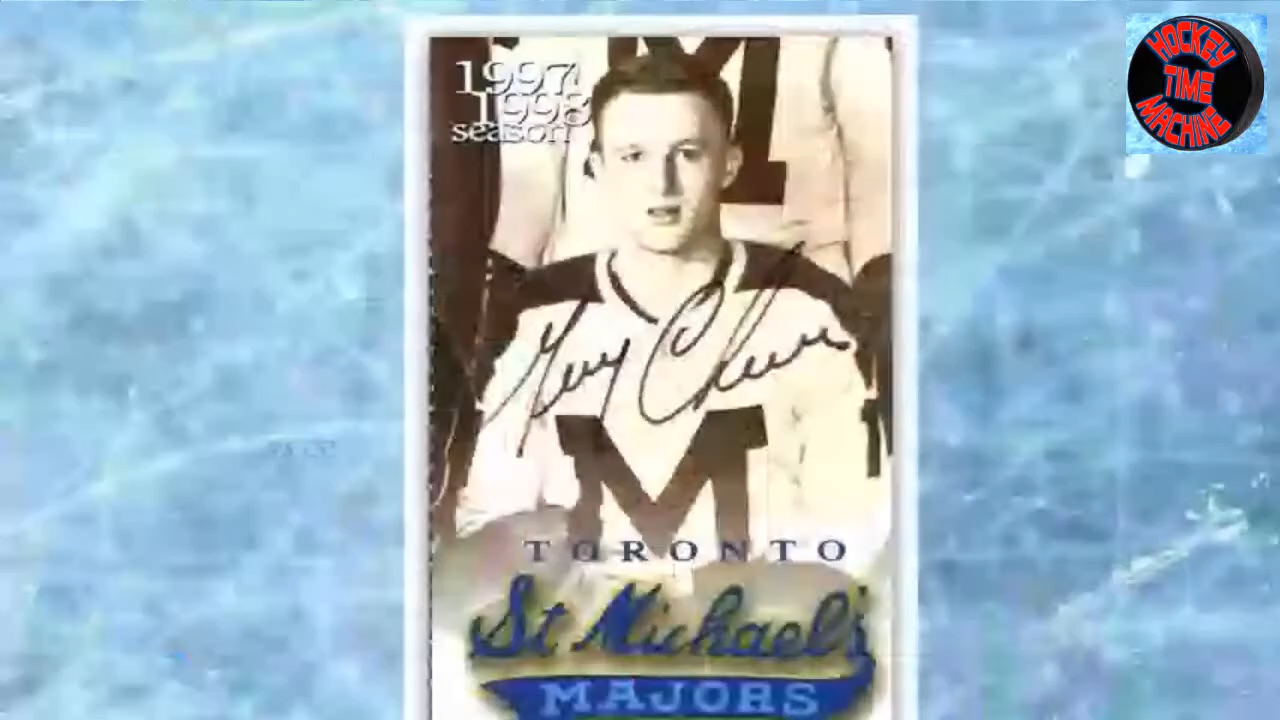 1997
1998
season
HOCKEY
TIME
MACHINE
M
M
TORONTO
St Michael's
MAJORS